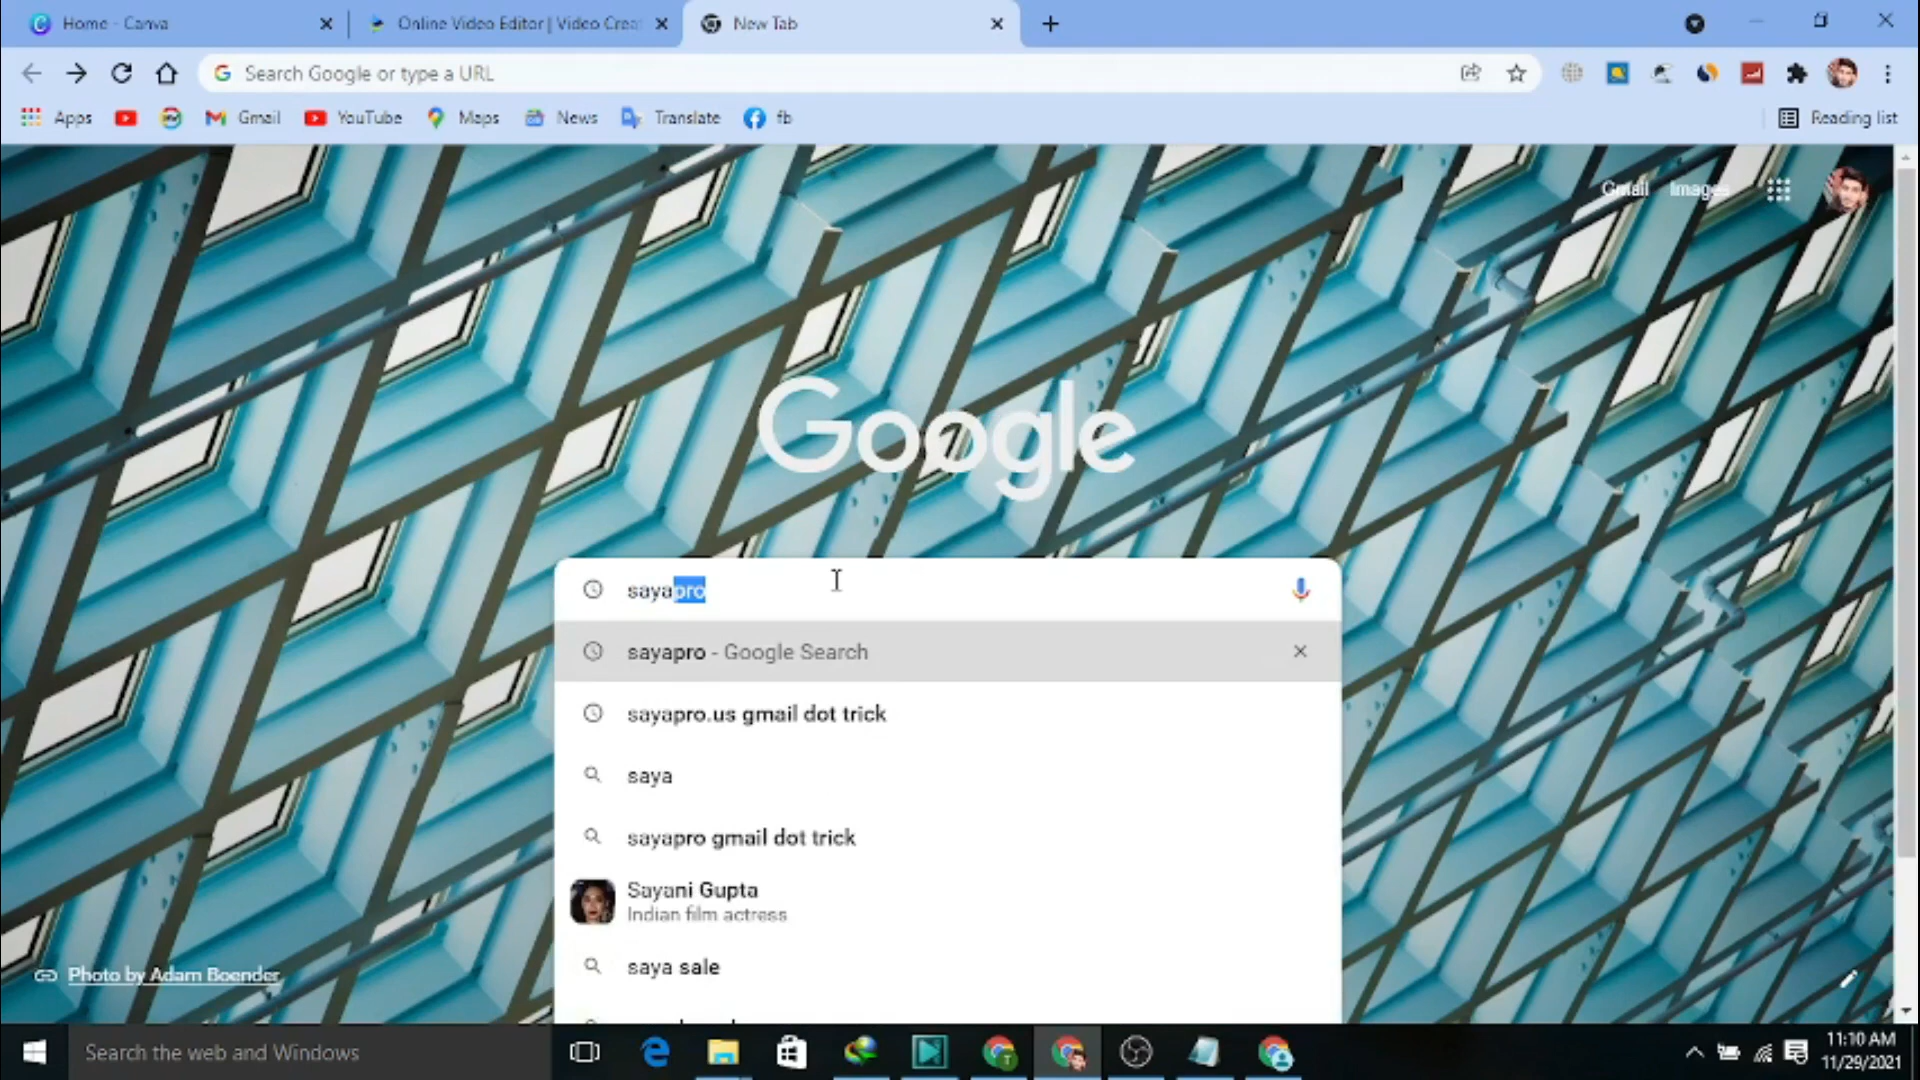 Home - Canva
Online Video Editor | Video Crea
New Tab
Search Google or type a URL
Apps
Gmail
YouTube
Maps
News
Translate
fb
Reading list
Gmail
Images
Google
sayapro
sayapro - Google Search
sayapro.us gmail dot trick
saya
sayapro gmail dot trick
Sayani Gupta
Indian film actress
saya sale
Photo by Adam Boender
Search the web and Windows
11:10 AM
11/29/2021